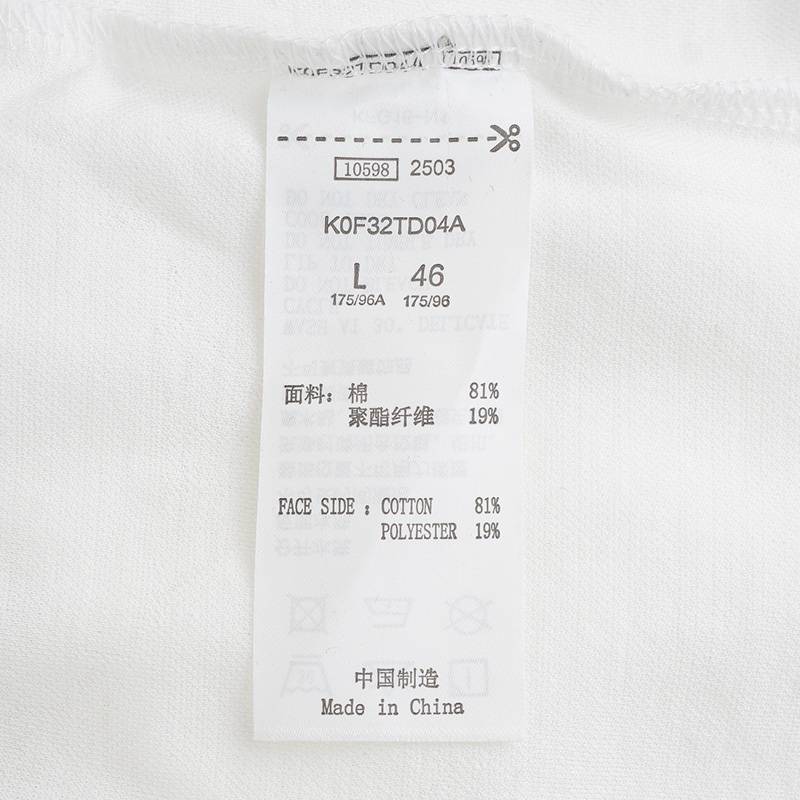 10598 2503
K0F32TD04A
L 46
175/96A 175/96
面料：棉 81%
聚酯纤维 19%
FACE SIDE : COTTON 81%
POLYESTER 19%
中国制造
Made in China